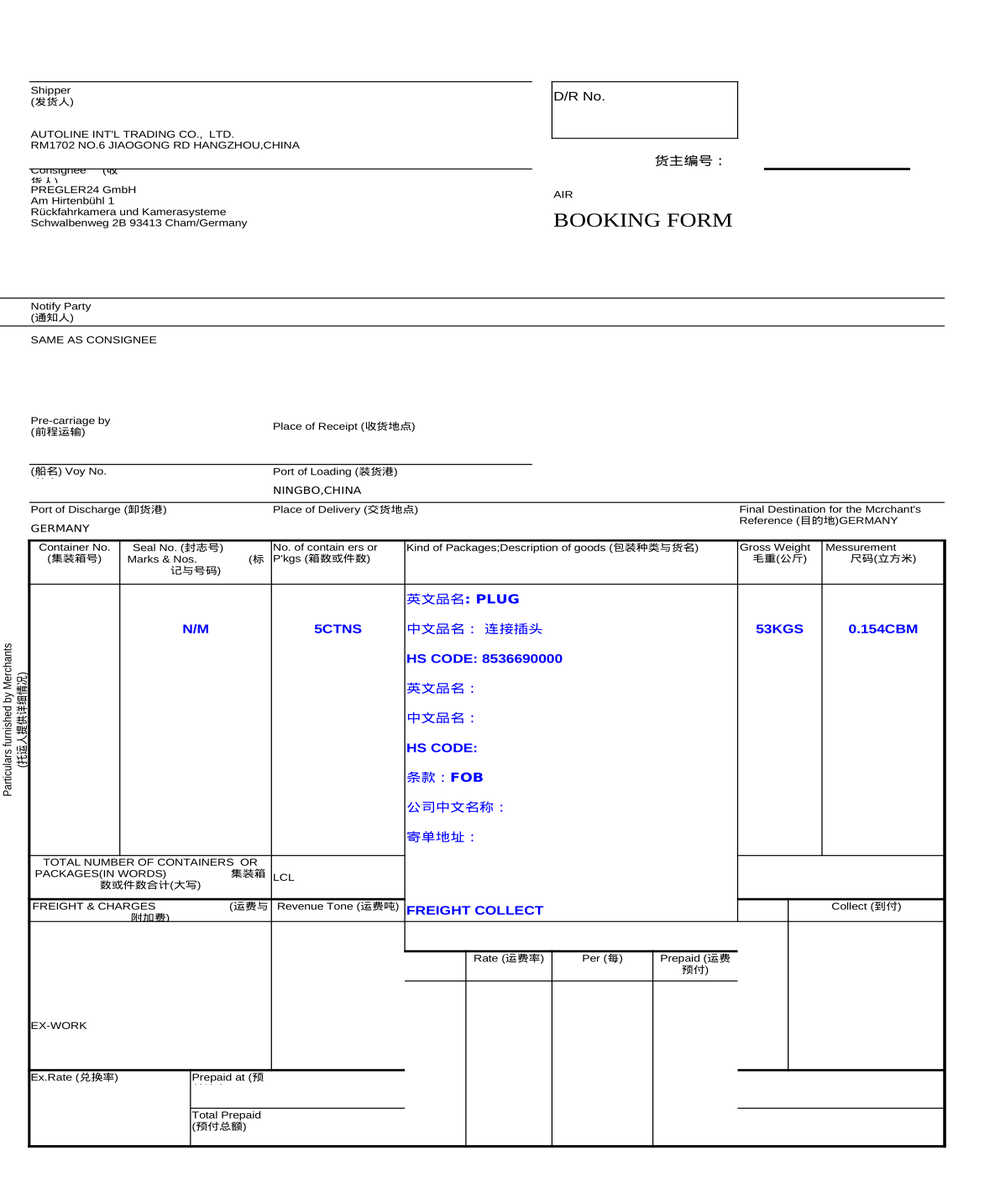 Shipper
(发货人)
D/R No.
AUTOLINE INT'L TRADING CO.,  LTD.
RM1702 NO.6 JIAOGONG RD HANGZHOU,CHINA
货主编号：
Consignee (收
货人)
PREGLER24 GmbH
Am Hirtenbühl 1
Rückfahrkamera und Kamerasysteme
Schwalbenweg 2B 93413 Cham/Germany
AIR
BOOKING FORM
Notify Party
(通知人)
SAME AS CONSIGNEE
Pre-carriage by
(前程运输)
Place of Receipt (收货地点)
(船名) Voy No.
Port of Loading (装货港)
NINGBO,CHINA
Port of Discharge (卸货港)
GERMANY
Place of Delivery (交货地点)
Final Destination for the Mcrchant's
Reference (目的地)GERMANY
Container No.
(集装箱号)
Seal No. (封志号)
Marks & Nos. (标
记与号码)
No. of contain ers or
P'kgs (箱数或件数)
Kind of Packages;Description of goods (包装种类与货名)
Gross Weight
毛重(公斤)
Messurement
尺码(立方米)
Particulars furnished by Merchants
(托运人提供详细情况)
英文品名: PLUG
N/M
5CTNS
中文品名： 连接插头
53KGS
0.154CBM
HS CODE: 8536690000
英文品名：
中文品名：
HS CODE:
条款：FOB
公司中文名称：
寄单地址：
TOTAL NUMBER OF CONTAINERS  OR
PACKAGES(IN WORDS) 集装箱
数或件数合计(大写)
LCL
FREIGHT & CHARGES (运费与
附加费)
Revenue Tone (运费吨)
FREIGHT COLLECT
Collect (到付)
Rate (运费率)
Per (每)
Prepaid (运费
预付)
EX-WORK
Ex.Rate (兑换率)
Prepaid at (预
Total Prepaid
(预付总额)